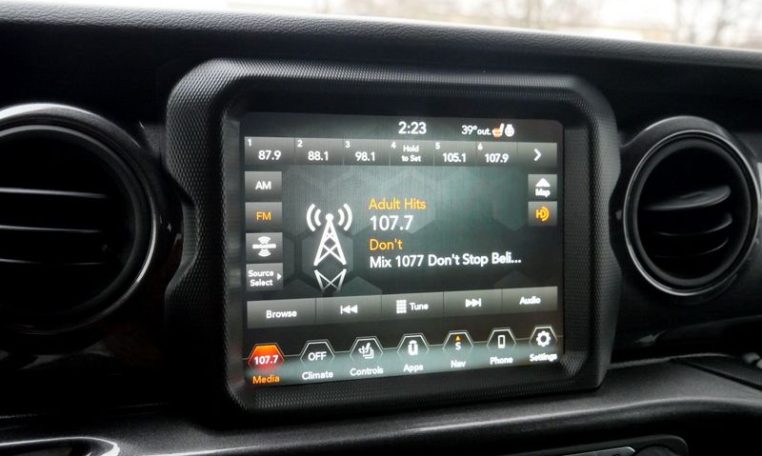 2:23 39° out.
1 87.9 2 88.1 3 98.1 4 Hold to Set 5 105.1 6 107.9
AM
Map
FM
HD
Adult Hits
107.7
Don't
Mix 1077 Don't Stop Beli...
Source
Select
Browse Tune Audio
107.7 OFF S
Media Climate Controls Apps Nav Phone Settings